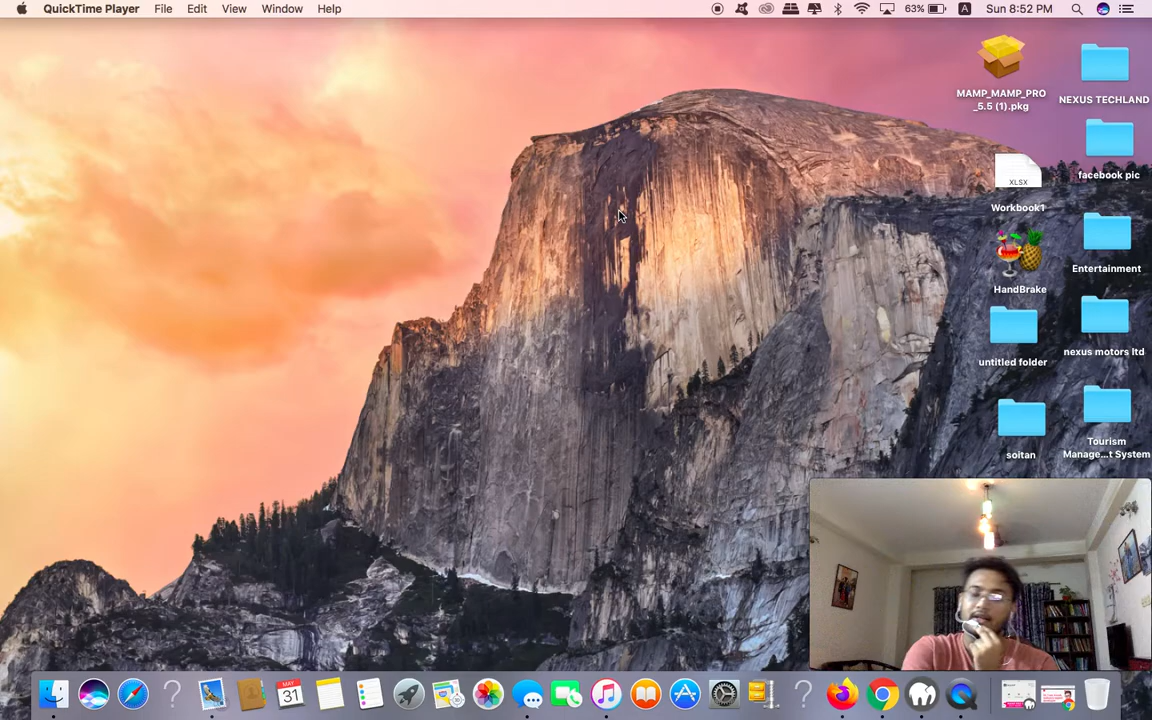 QuickTime Player File Edit View Window Help 63% A Sun 8:52 PM
MAMP_MAMP_PRO
_5.5 (1).pkg
NEXUS TECHLAND
facebook pic
XLSX
Workbook1
Entertainment
HandBrake
nexus motors ltd
untitled folder
Tourism
Manage...t System
soitan
MAY
31